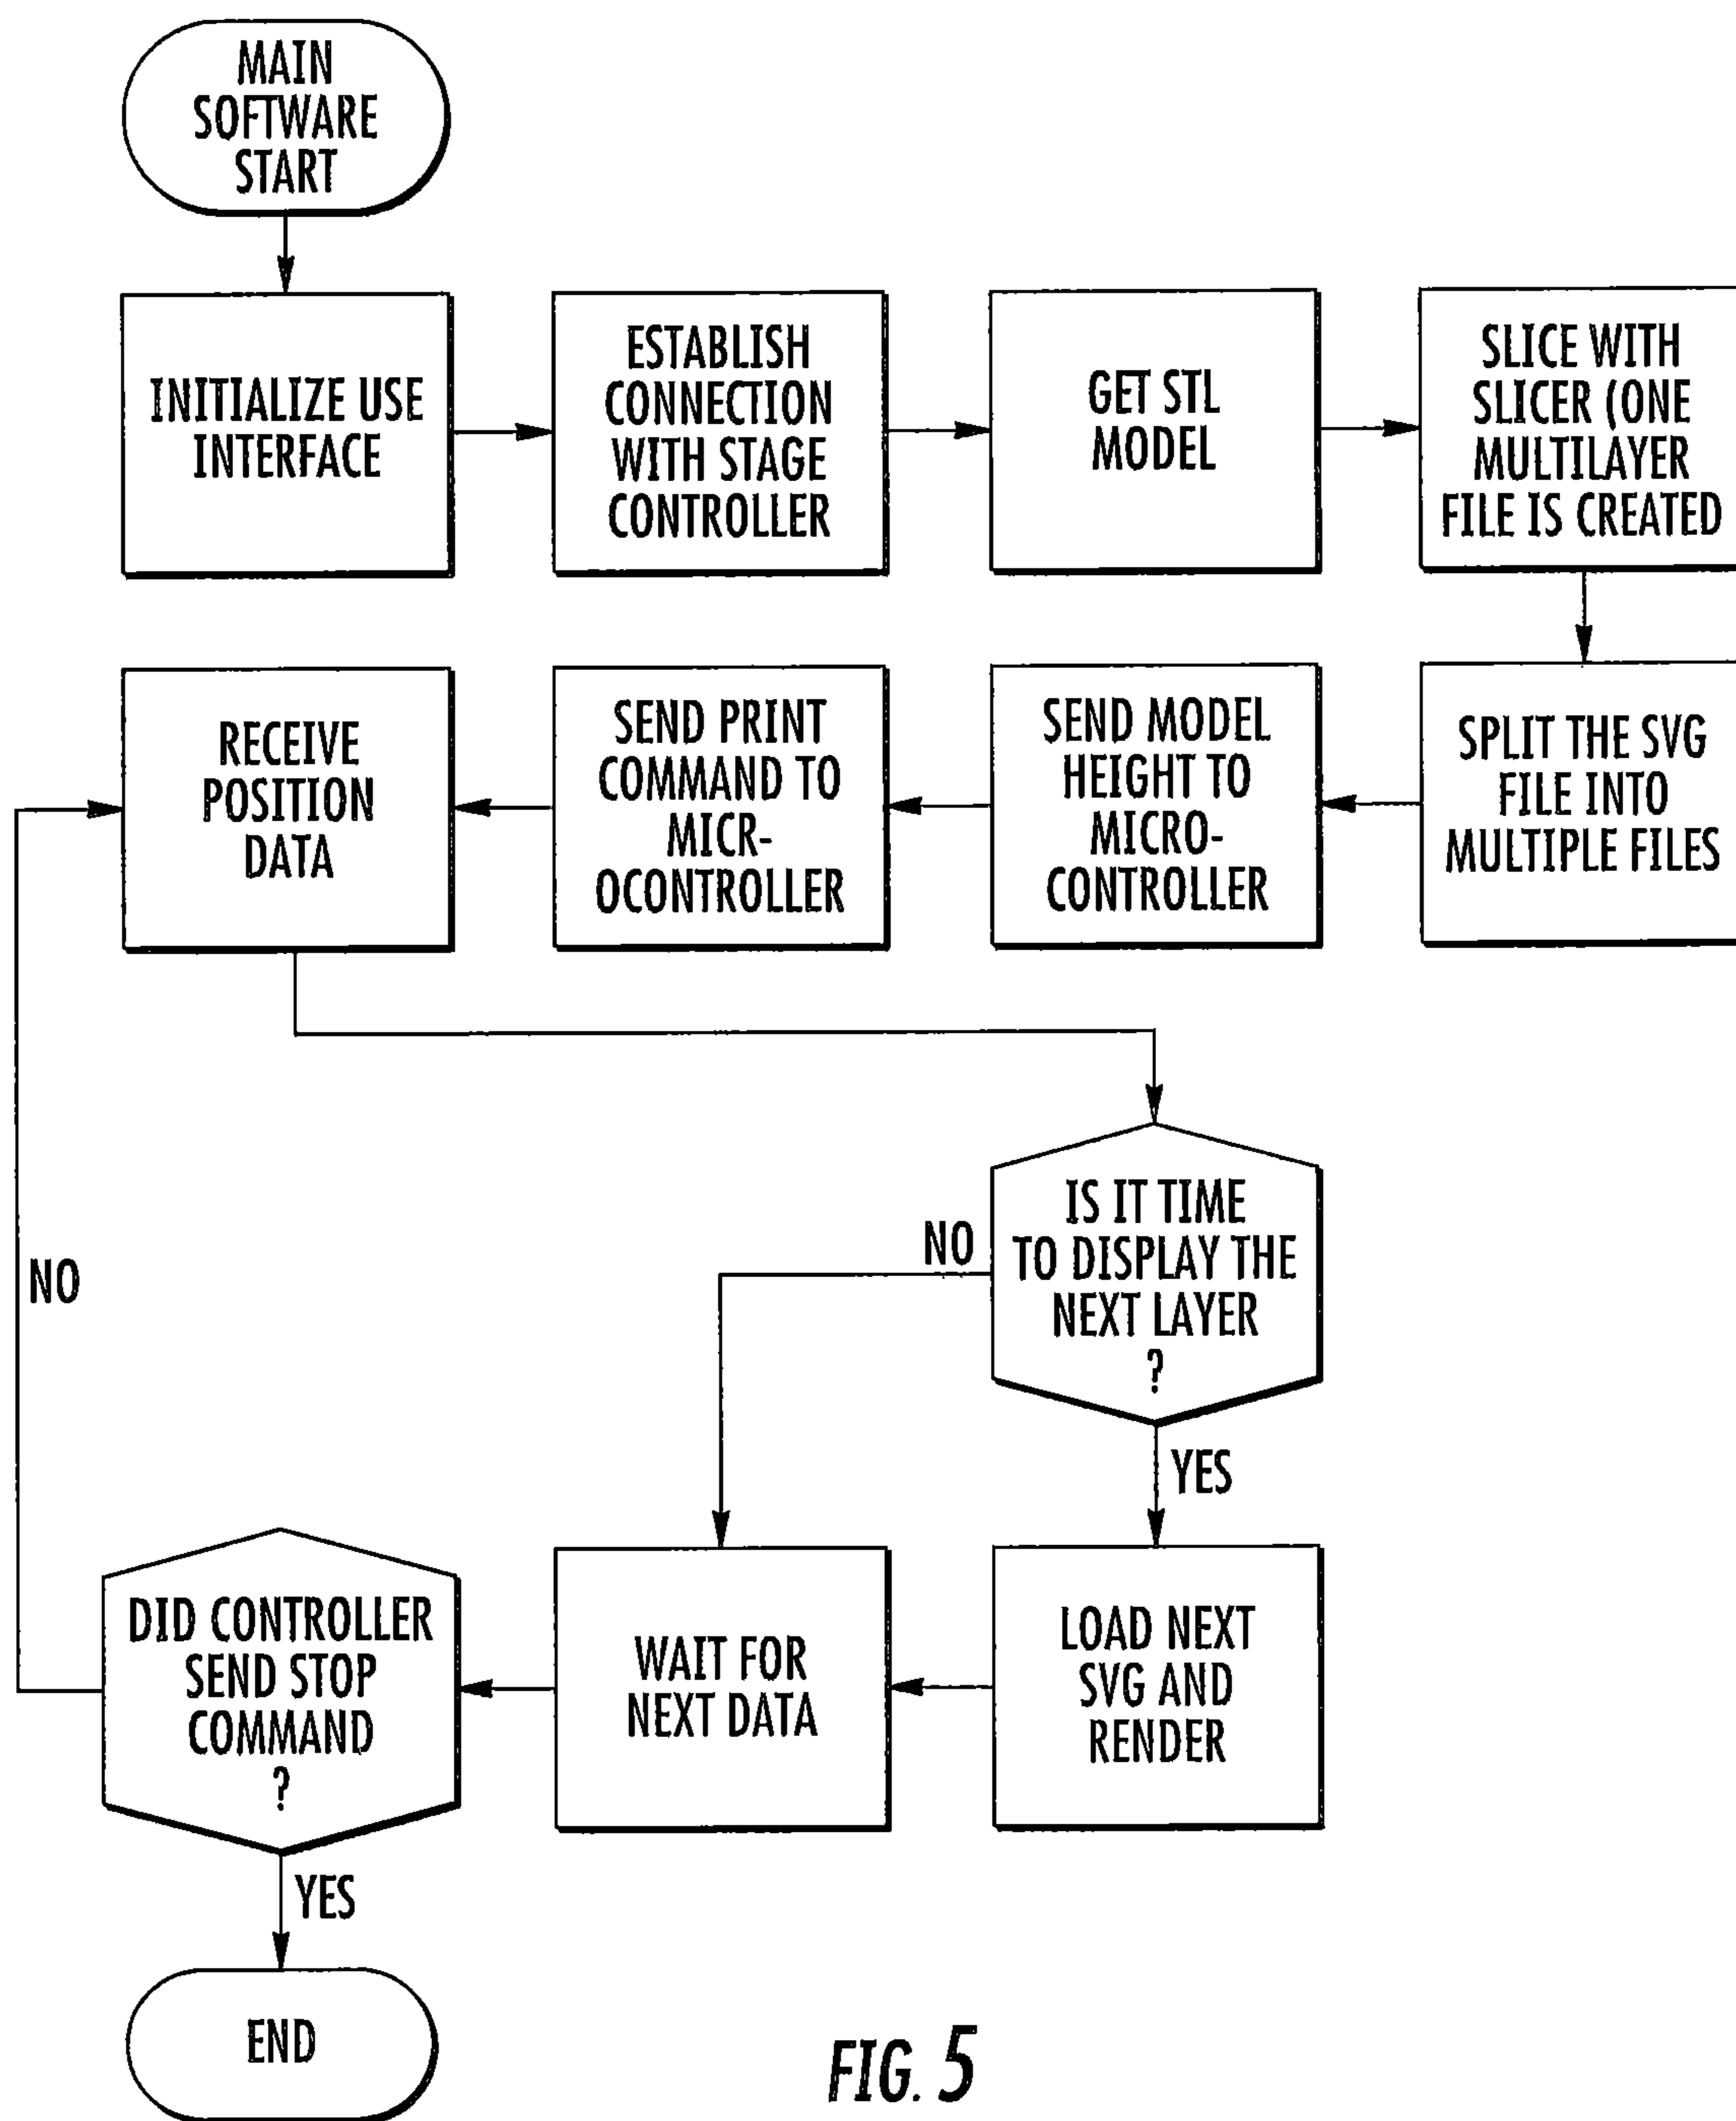 MAIN
SOFTWARE
START
INITIALIZE USE
INTERFACE
ESTABLISH
CONNECTION
WITH STAGE
CONTROLLER
GET STL
MODEL
SLICE WITH
SLICER (ONE
MULTILAYER
FILE IS CREATED
SPLIT THE SVG
FILE INTO
MULTIPLE FILES
SEND MODEL
HEIGHT TO
MICRO-
CONTROLLER
SEND PRINT
COMMAND TO
MICR-
OCONTROLLER
RECEIVE
POSITION
DATA
IS IT TIME
TO DISPLAY THE
NEXT LAYER
?
NO
YES
LOAD NEXT
SVG AND
RENDER
WAIT FOR
NEXT DATA
DID CONTROLLER
SEND STOP
COMMAND
?
NO
YES
END
FIG. 5